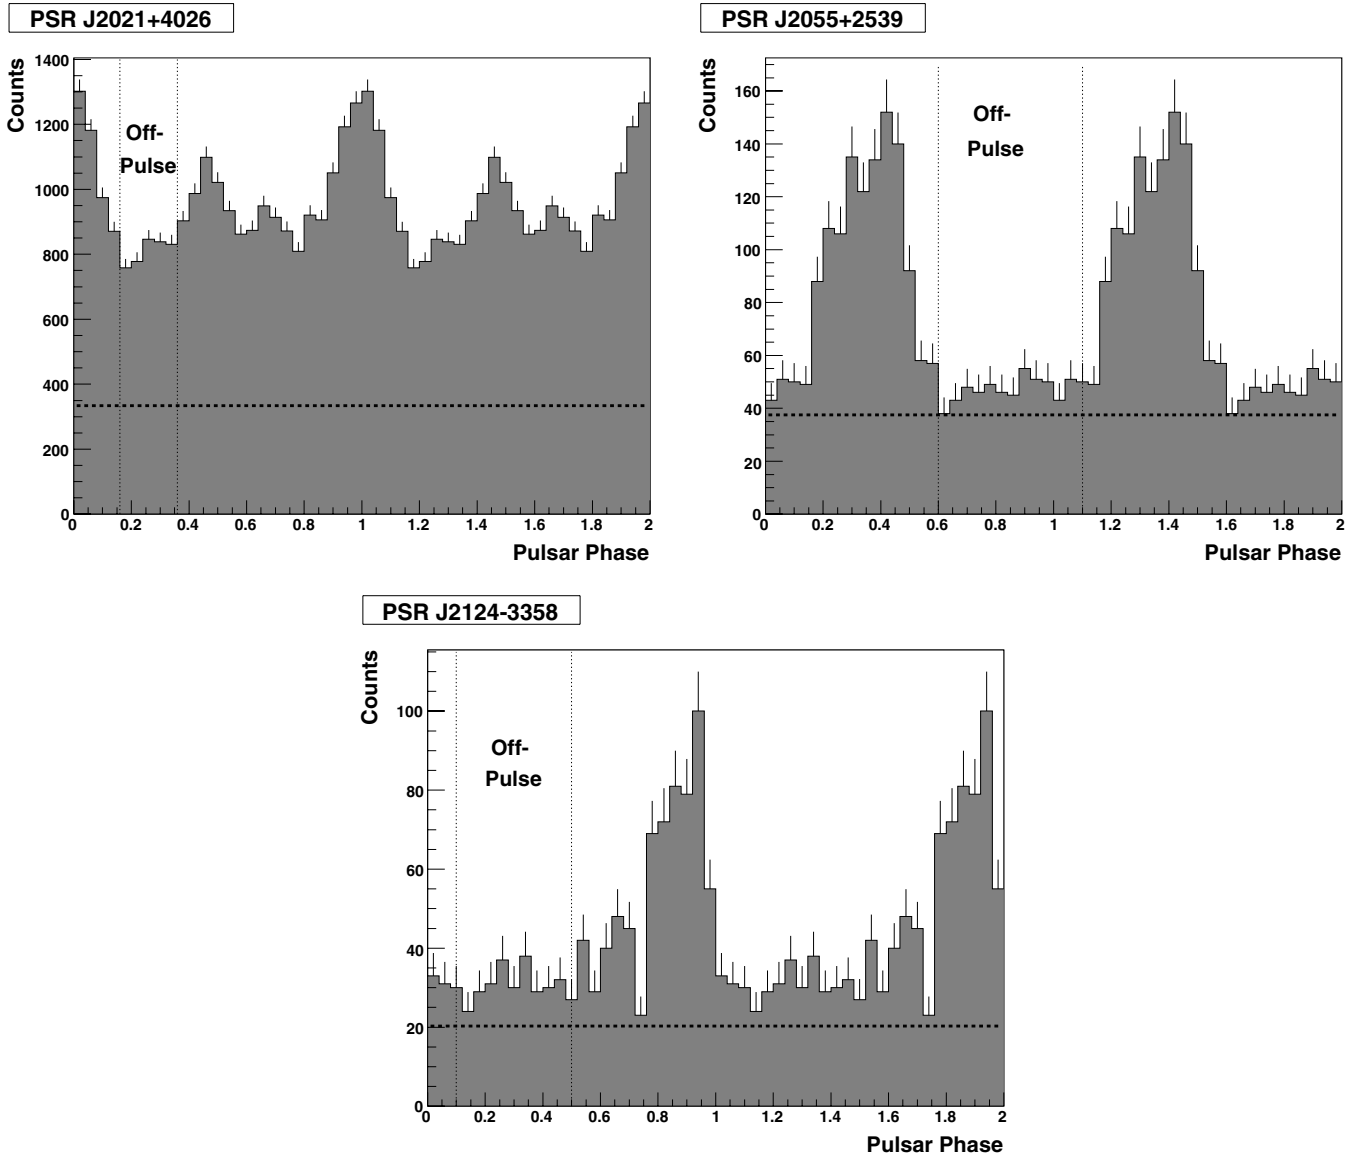 PSR J2021+4026
Counts
1400
1200
1000
800
600
400
200
0
Off-
Pulse
0 0.2 0.4 0.6 0.8 1 1.2 1.4 1.6 1.8 2
Pulsar Phase
PSR J2055+2539
Counts
160
140
120
100
80
60
40
20
0
Off-
Pulse
0 0.2 0.4 0.6 0.8 1 1.2 1.4 1.6 1.8 2
Pulsar Phase
PSR J2124-3358
Counts
100
80
60
40
20
0
Off-
Pulse
0 0.2 0.4 0.6 0.8 1 1.2 1.4 1.6 1.8 2
Pulsar Phase